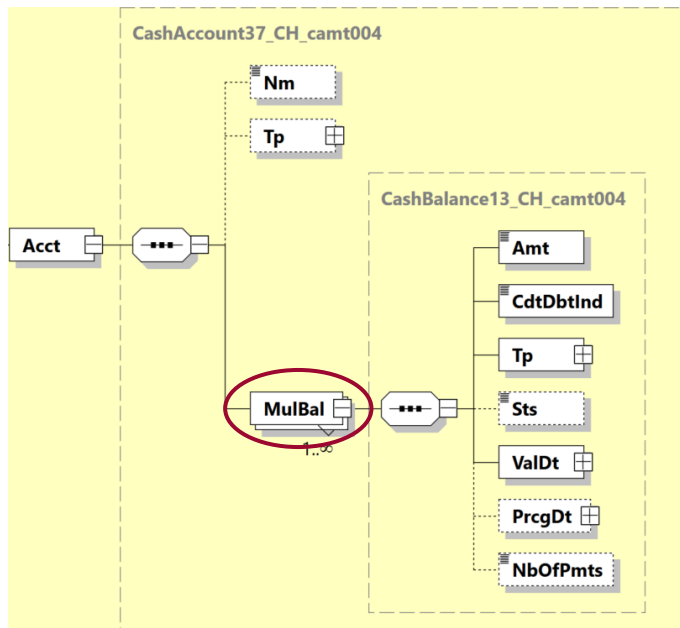 CashAccount37_CH_camt004
Nm
Tp
CashBalance13_CH_camt004
Acct
Amt
CdtDbtInd
Tp
MulBal
Sts
1..∞
ValDt
PrcgDt
NbOfPmts